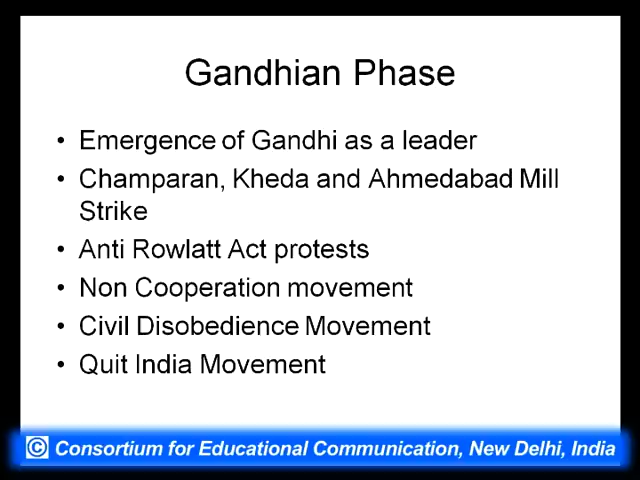 Gandhian Phase
• Emergence of Gandhi as a leader
• Champaran, Kheda and Ahmedabad Mill
Strike
• Anti Rowlatt Act protests
• Non Cooperation movement
• Civil Disobedience Movement
• Quit India Movement
© Consortium for Educational Communication, New Delhi, India